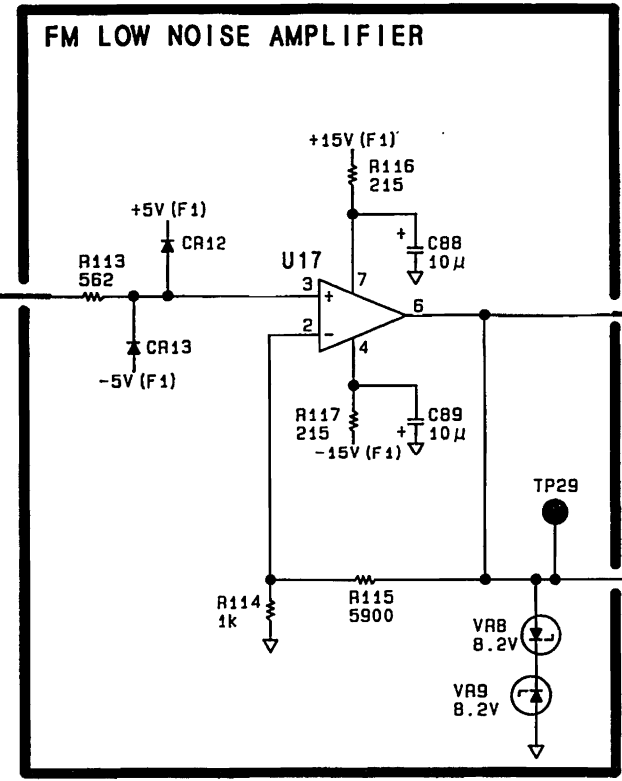 FM LOW NOISE AMPLIFIER
+15V(F1)
R116
215
+5V(F1)
CR12
+
C88
10µ
U17
R113
562
7
3
+
6
2
-
4
CR13
-5V(F1)
R117
215
C89
+
10µ
-15V(F1)
TP29
R114
1k
R115
5900
VR8
8.2V
VR9
8.2V